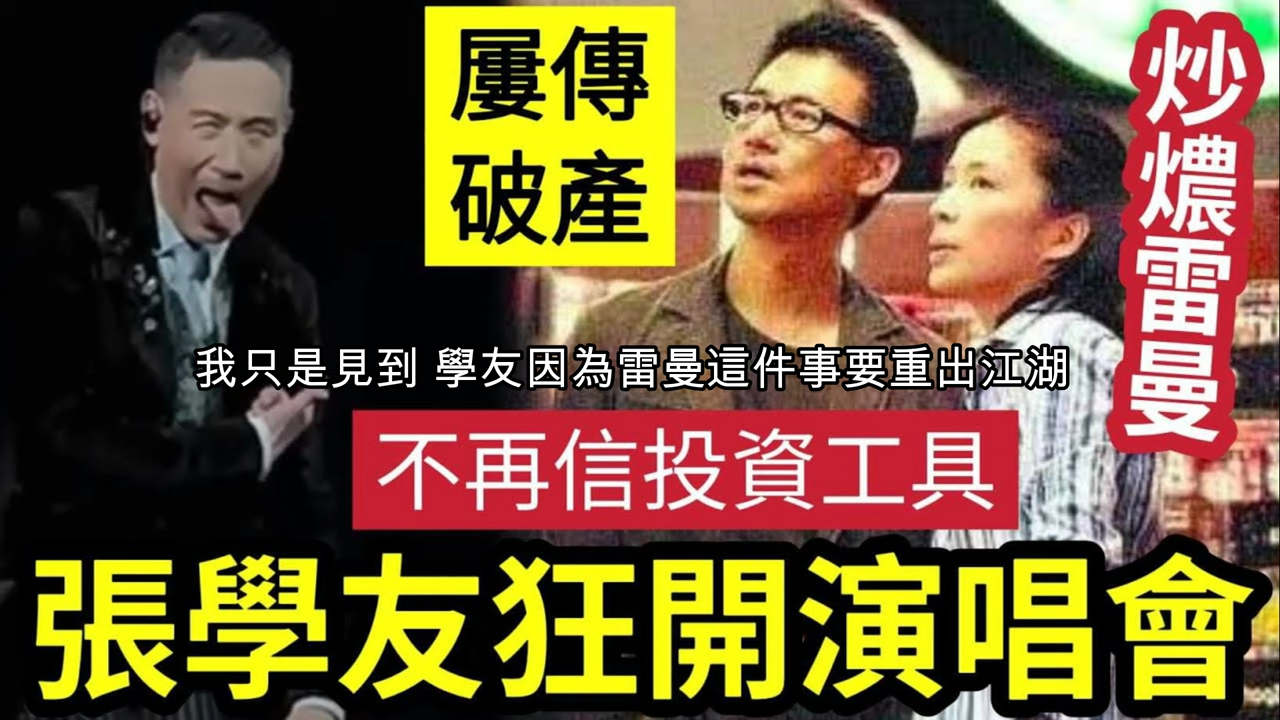 屢傳
破產
炒燶雷曼
我只是見到 學友因為雷曼這件事要重出江湖
不再信投資工具
張學友狂開演唱會